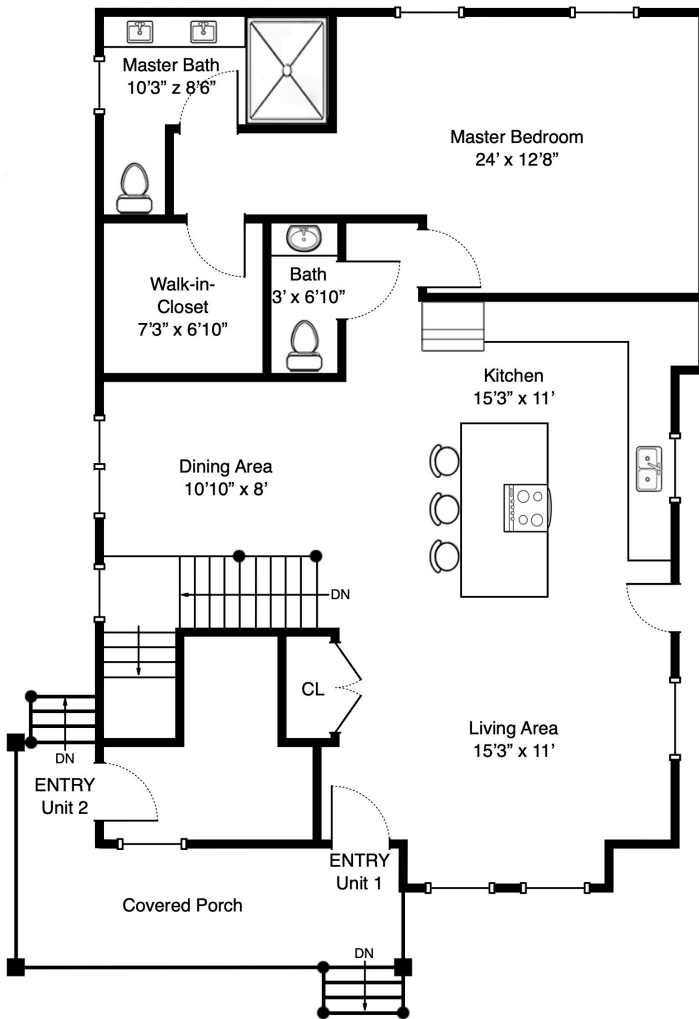 Master Bath
10’3” z 8’6”
Master Bedroom
24’ x 12’8”
Walk-in-
Closet
7’3” x 6’10”
Bath
3’ x 6’10”
Kitchen
15’3” x 11’
Dining Area
10’10” x 8’
DN
CL
Living Area
15’3” x 11’
DN
ENTRY
Unit 2
ENTRY
Unit 1
Covered Porch
DN